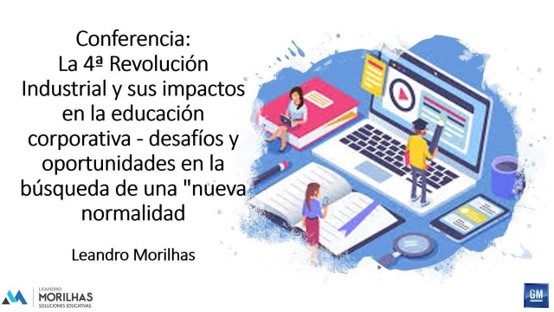 Conferencia:
La 4ª Revolución
Industrial y sus impactos
en la educación
corporativa - desafíos y
oportunidades en la
búsqueda de una "nueva
normalidad
Leandro Morilhas
LEANDRO
MORILHAS
SOLUCIONES EDUCATIVAS
GM